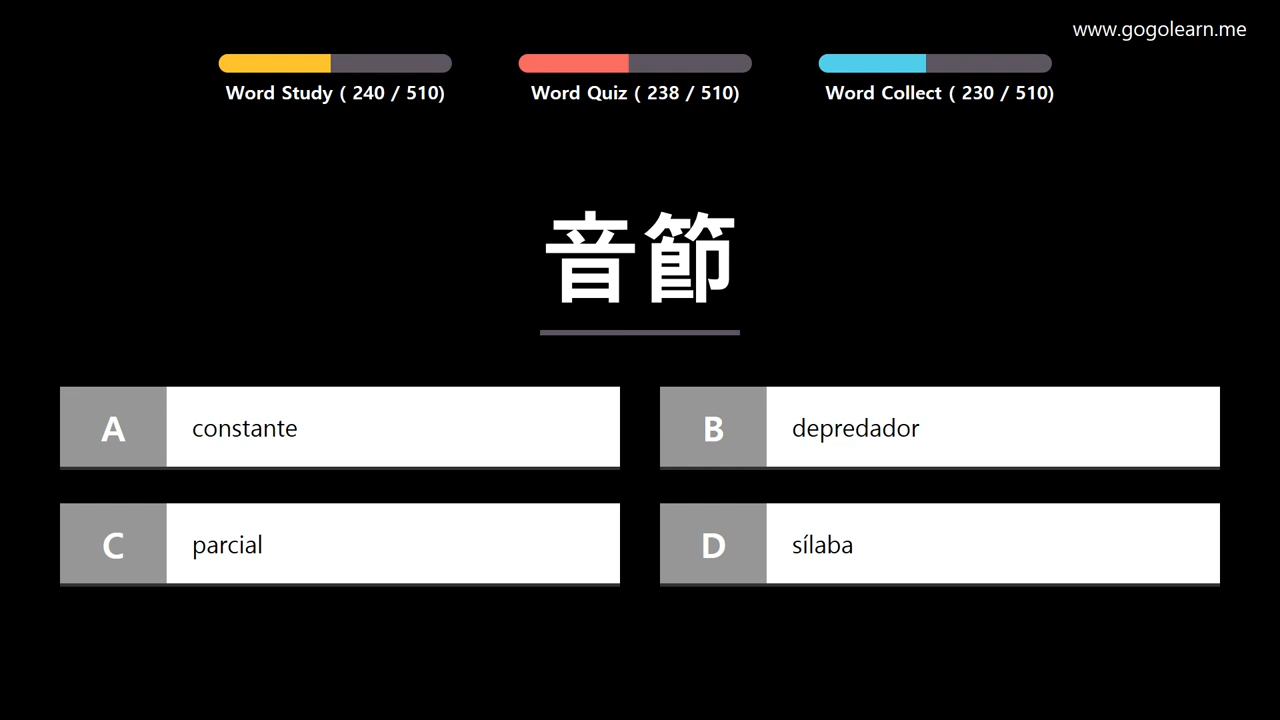 www.gogolearn.me
Word Study ( 240 / 510)
Word Quiz ( 238 / 510)
Word Collect ( 230 / 510)
音節
A constante
B depredador
C parcial
D sílaba